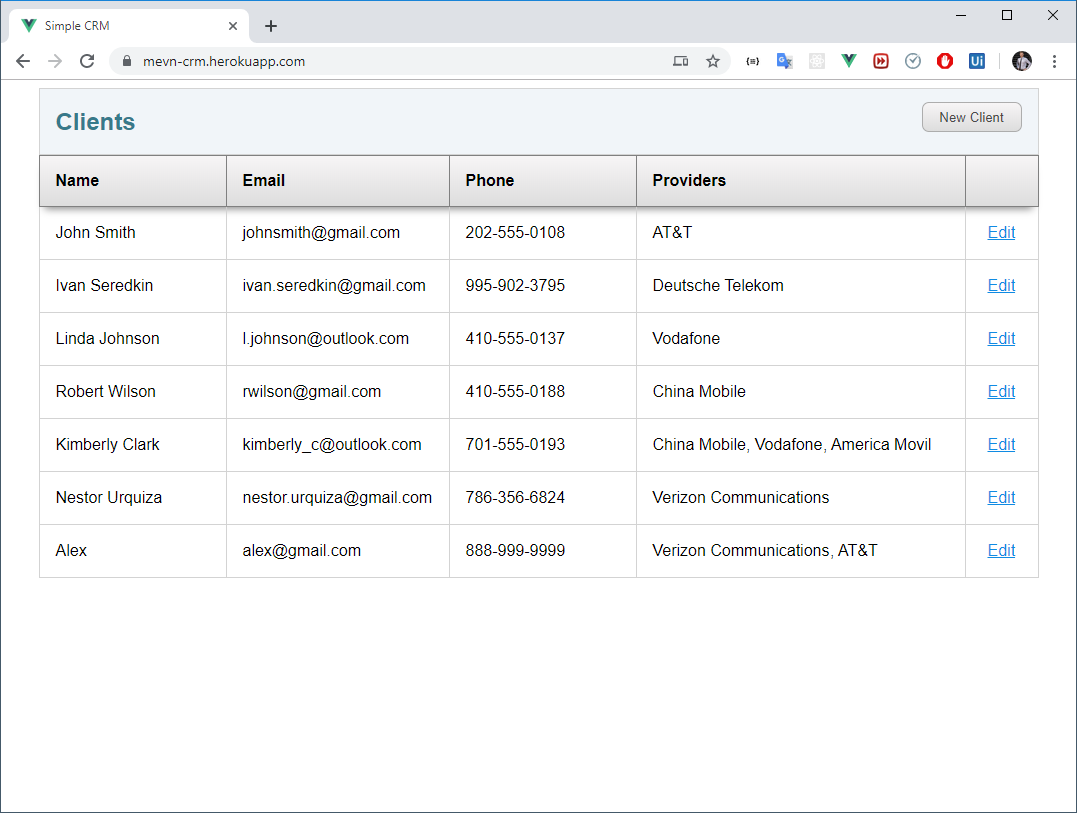 Simple CRM
mevn-crm.herokuapp.com
Ui
Clients
New Client
Name Email Phone Providers
John Smith johnsmith@gmail.com 202-555-0108 AT&T Edit
Ivan Seredkin ivan.seredkin@gmail.com 995-902-3795 Deutsche Telekom Edit
Linda Johnson l.johnson@outlook.com 410-555-0137 Vodafone Edit
Robert Wilson rwilson@gmail.com 410-555-0188 China Mobile Edit
Kimberly Clark kimberly_c@outlook.com 701-555-0193 China Mobile, Vodafone, America Movil Edit
Nestor Urquiza nestor.urquiza@gmail.com 786-356-6824 Verizon Communications Edit
Alex alex@gmail.com 888-999-9999 Verizon Communications, AT&T Edit